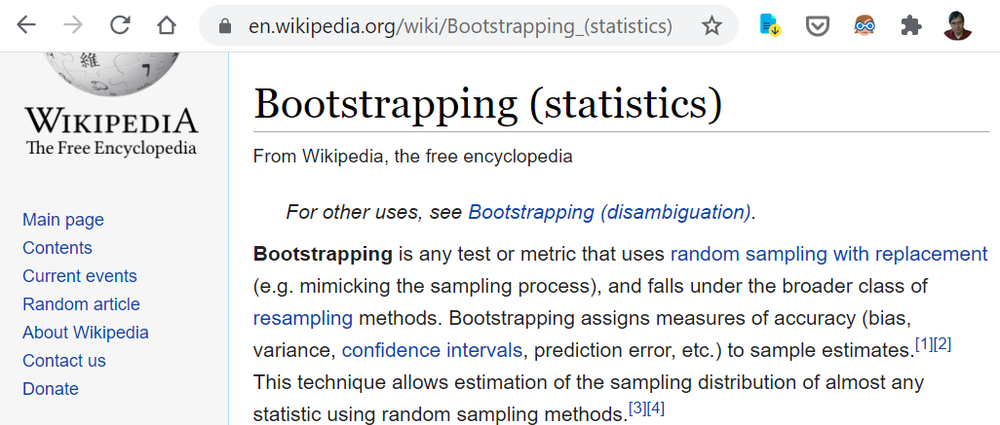 en.wikipedia.org/wiki/Bootstrapping_(statistics)
維
WIKIPEDIA
The Free Encyclopedia
Main page
Contents
Current events
Random article
About Wikipedia
Contact us
Donate
Bootstrapping (statistics)
From Wikipedia, the free encyclopedia
For other uses, see Bootstrapping (disambiguation).
Bootstrapping is any test or metric that uses random sampling with replacement
(e.g. mimicking the sampling process), and falls under the broader class of
resampling methods. Bootstrapping assigns measures of accuracy (bias,
variance, confidence intervals, prediction error, etc.) to sample estimates.[1][2]
This technique allows estimation of the sampling distribution of almost any
statistic using random sampling methods.[3][4]